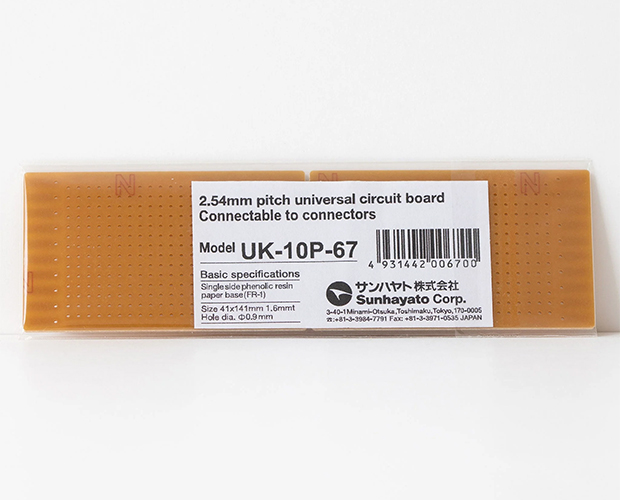 2.54mm pitch universal circuit board
Connectable to connectors
Model UK-10P-67
4 931442 006700
Basic specifications
Singleside phenolic resin
paper base (FR-1)
Size 41x141mm 1.6mmt
Hole dia. Φ0.9mm
サンハヤト株式会社
Sunhayato Corp.
3-40-1 Minami-Otsuka, Toshimaku, Tokyo, 170-0005
☎:+81-3-3984-7791 Fax: +81-3-3971-0535 JAPAN
N
N